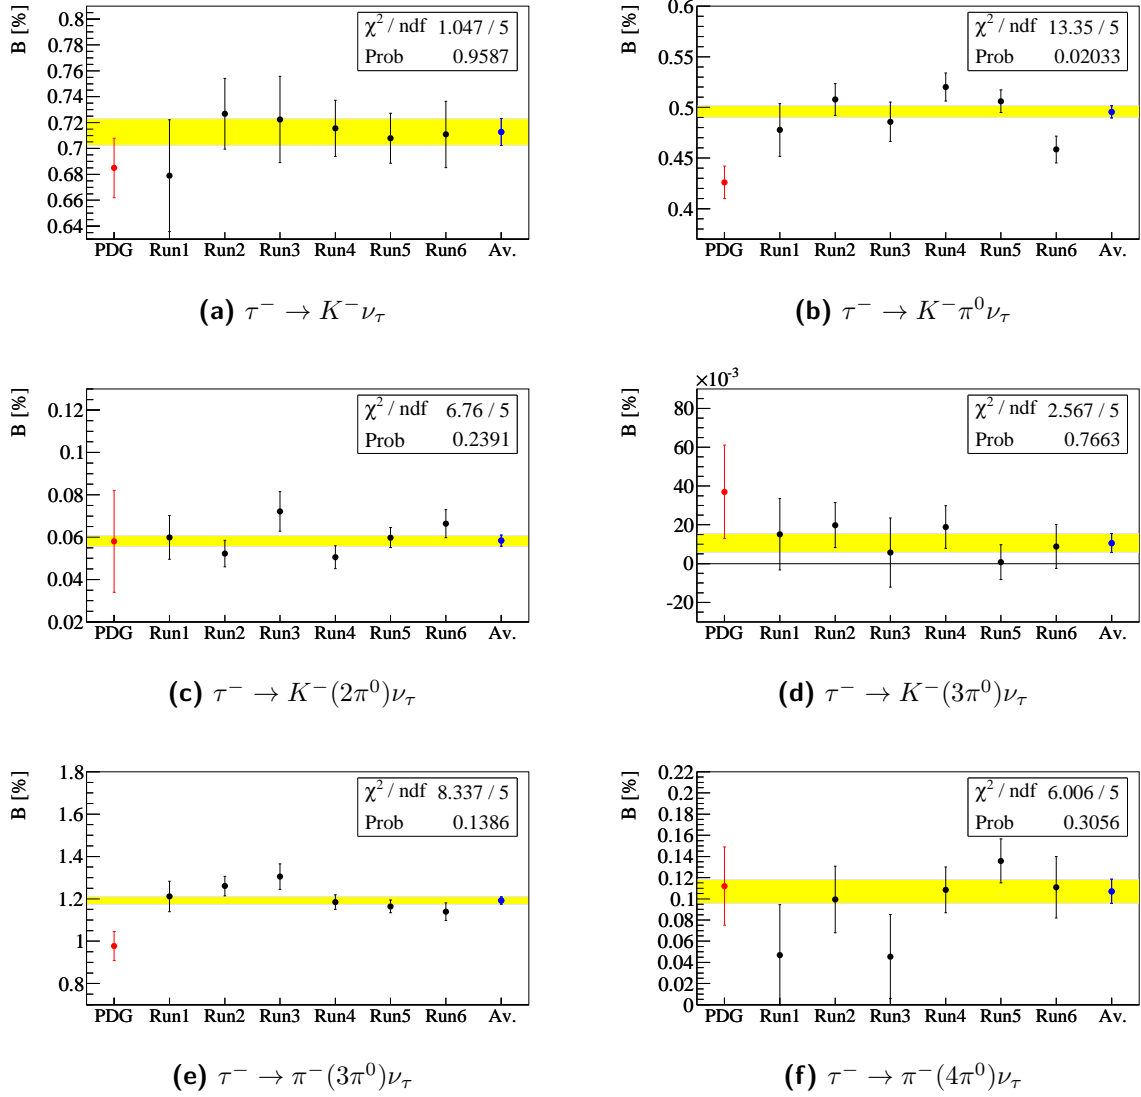 B [%]
0.8
0.78
0.76
0.74
0.72
0.7
0.68
0.66
0.64
χ² / ndf 1.047 / 5
Prob 0.9587
PDG Run1 Run2 Run3 Run4 Run5 Run6 Av.
(a) τ⁻ → K⁻ν_τ
B [%]
0.6
0.55
0.5
0.45
0.4
χ² / ndf 13.35 / 5
Prob 0.02033
PDG Run1 Run2 Run3 Run4 Run5 Run6 Av.
(b) τ⁻ → K⁻π⁰ν_τ
B [%]
0.12
0.1
0.08
0.06
0.04
0.02
χ² / ndf 6.76 / 5
Prob 0.2391
PDG Run1 Run2 Run3 Run4 Run5 Run6 Av.
(c) τ⁻ → K⁻(2π⁰)ν_τ
×10⁻³
B [%]
80
60
40
20
0
-20
χ² / ndf 2.567 / 5
Prob 0.7663
PDG Run1 Run2 Run3 Run4 Run5 Run6 Av.
(d) τ⁻ → K⁻(3π⁰)ν_τ
B [%]
1.8
1.6
1.4
1.2
1
0.8
χ² / ndf 8.337 / 5
Prob 0.1386
PDG Run1 Run2 Run3 Run4 Run5 Run6 Av.
(e) τ⁻ → π⁻(3π⁰)ν_τ
B [%]
0.22
0.2
0.18
0.16
0.14
0.12
0.1
0.08
0.06
0.04
0.02
0
χ² / ndf 6.006 / 5
Prob 0.3056
PDG Run1 Run2 Run3 Run4 Run5 Run6 Av.
(f) τ⁻ → π⁻(4π⁰)ν_τ